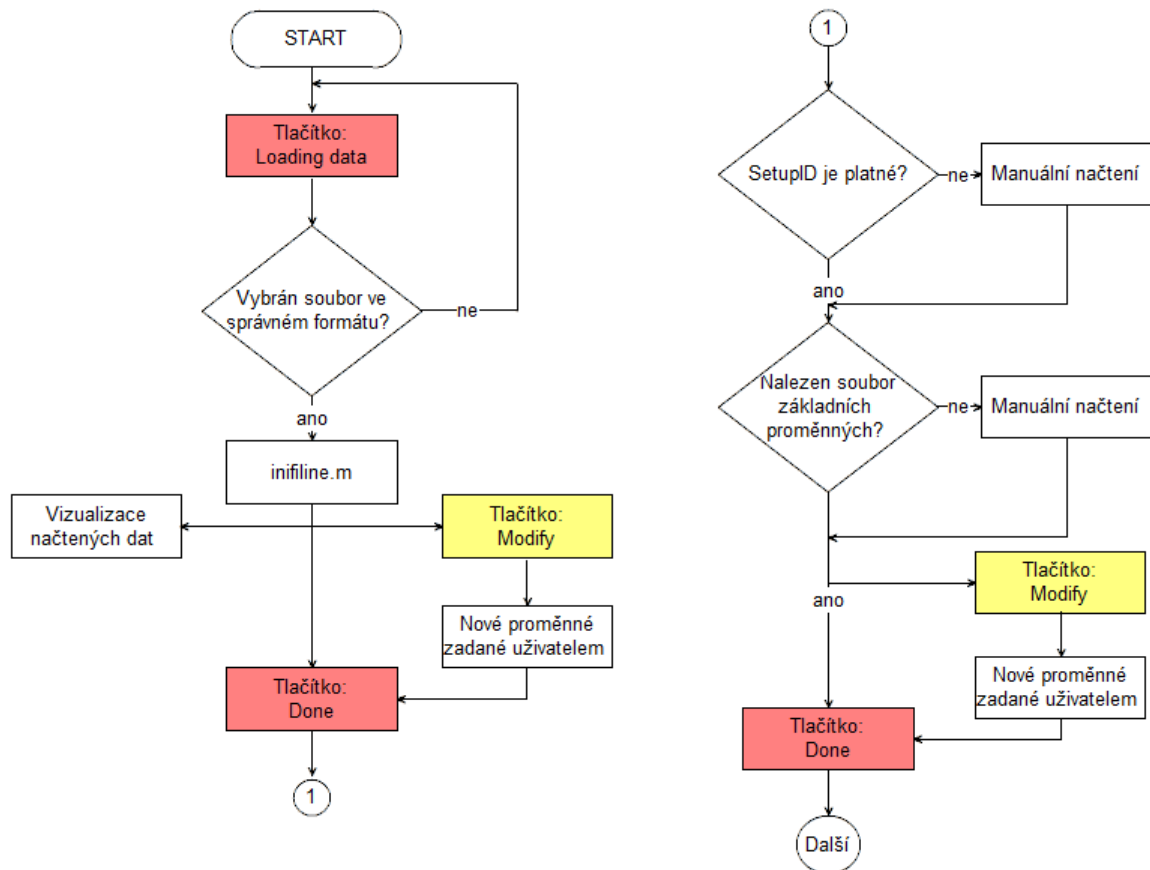 START
Tlačítko:
Loading data
Vybrán soubor ve
správném formátu?
ne
ano
inifiline.m
Vizualizace
načtených dat
Tlačítko:
Modify
Nové proměnné
zadané uživatelem
Tlačítko:
Done
1
1
SetupID je platné?
ne
Manuální načtení
ano
Nalezen soubor
základních
proměnných?
ne
Manuální načtení
Tlačítko:
Modify
ano
Nové proměnné
zadané uživatelem
Tlačítko:
Done
Další